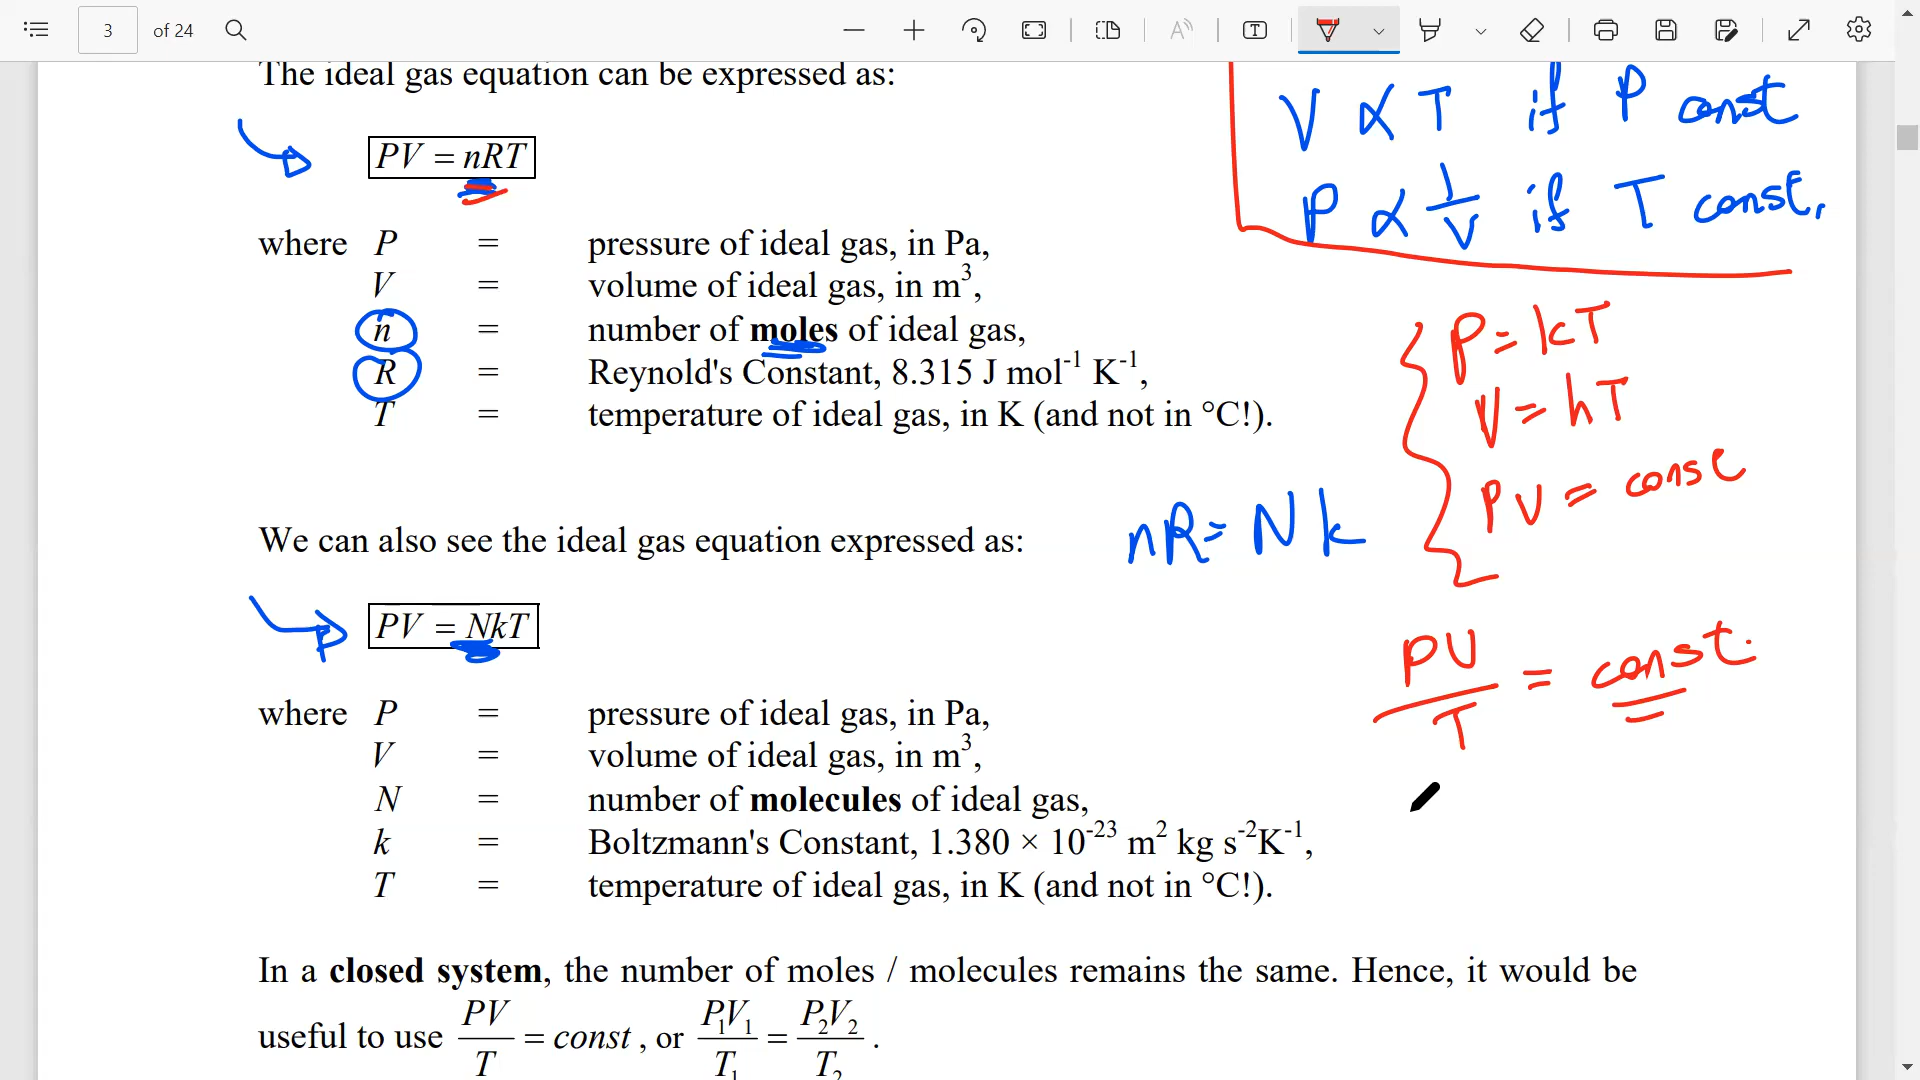 3 of 24
The ideal gas equation can be expressed as:
V ∝ T if P const
PV = nRT
P ∝ 1/V if T const.
where P = pressure of ideal gas, in Pa,
V = volume of ideal gas, in m³,
n = number of moles of ideal gas,
R = Reynold's Constant, 8.315 J mol⁻¹ K⁻¹,
T = temperature of ideal gas, in K (and not in °C!).
P = kT
V = hT
PV = const
We can also see the ideal gas equation expressed as:
nR = Nk
PV = NkT
P
PV/T = const.
where P = pressure of ideal gas, in Pa,
V = volume of ideal gas, in m³,
N = number of molecules of ideal gas,
k = Boltzmann's Constant, 1.380 × 10⁻²³ m² kg s⁻²K⁻¹,
T = temperature of ideal gas, in K (and not in °C!).
In a closed system, the number of moles / molecules remains the same. Hence, it would be
useful to use PV/T = const, or P₁V₁/T₁ = P₂V₂/T₂.